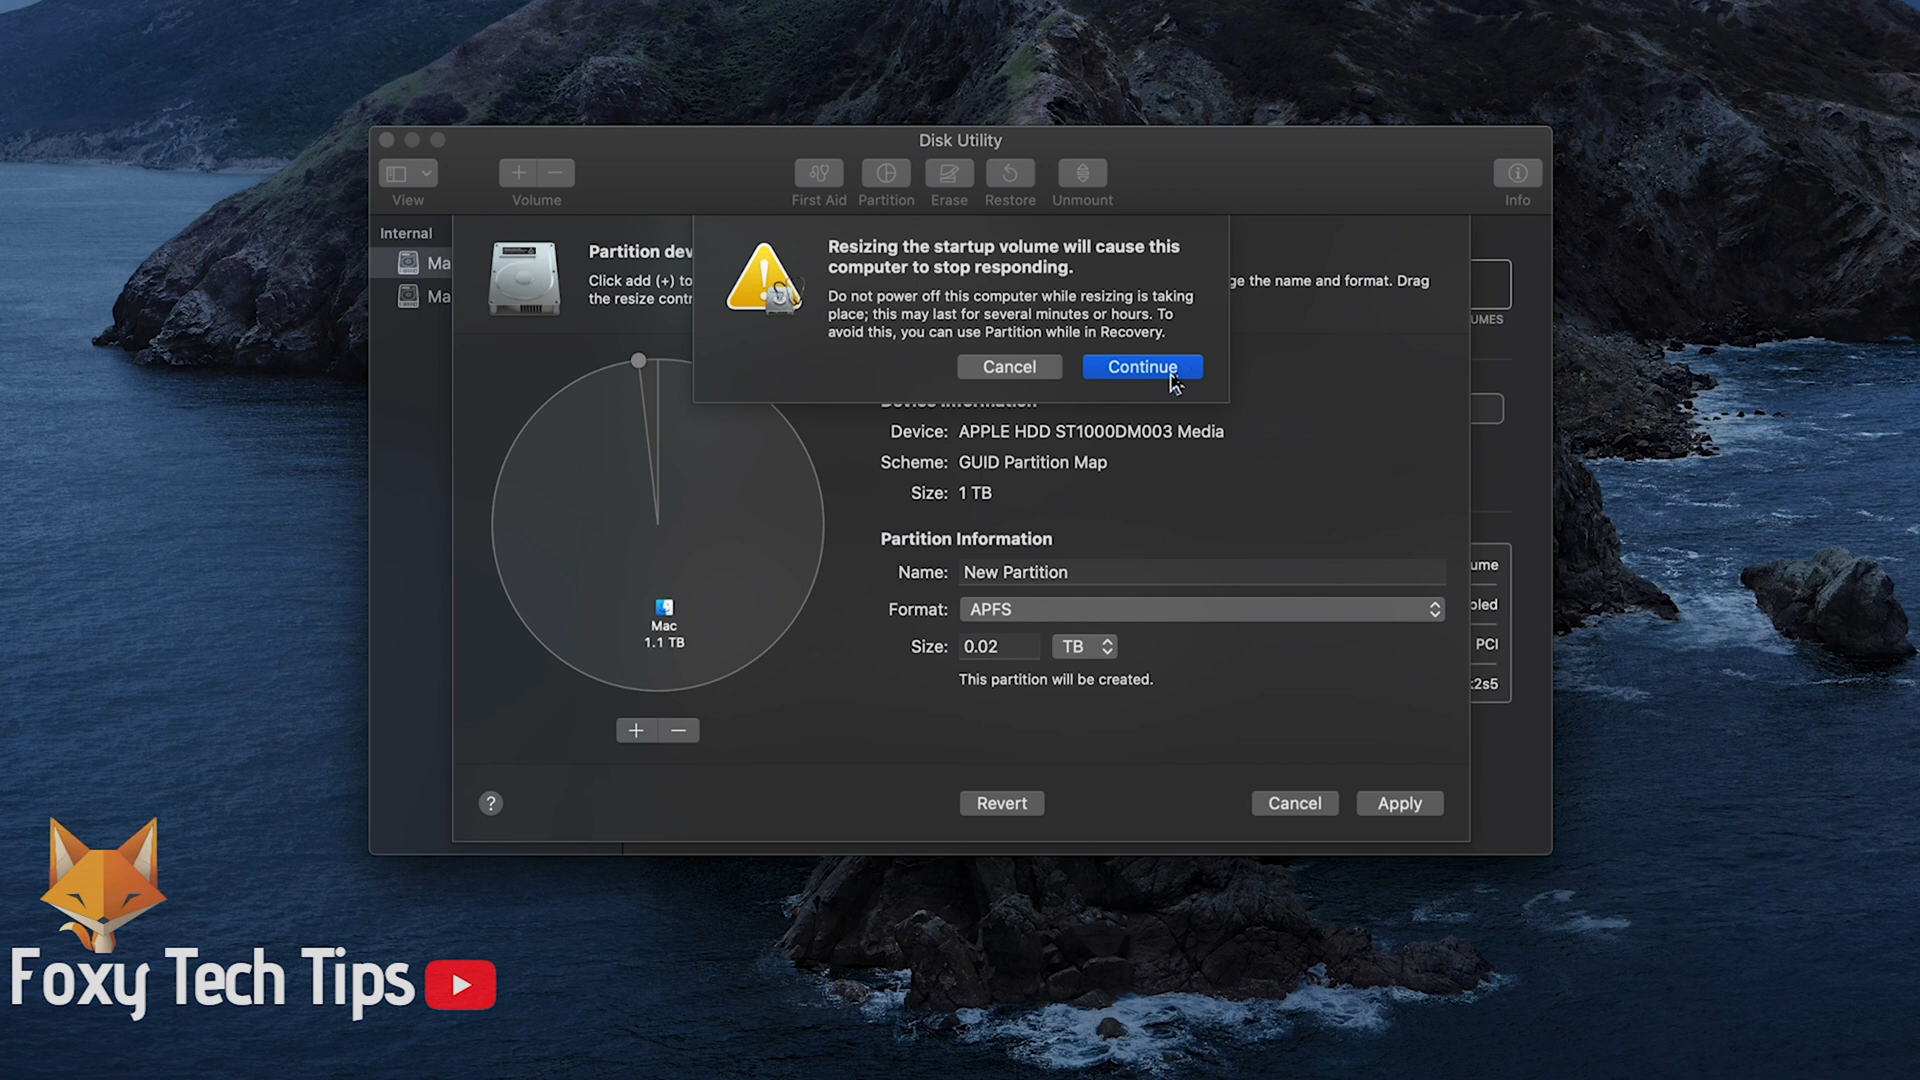 Disk Utility
View
Volume
First Aid
Partition
Erase
Restore
Unmount
Info
Internal
Ma
Ma
Partition dev
Click add (+) to
the resize contr
ge the name and format. Drag
UMES
Resizing the startup volume will cause this
computer to stop responding.
Do not power off this computer while resizing is taking
place; this may last for several minutes or hours. To
avoid this, you can use Partition while in Recovery.
Cancel
Continue
Device Information
Device: APPLE HDD ST1000DM003 Media
Scheme: GUID Partition Map
Size: 1 TB
Partition Information
Name: New Partition
Format: APFS
Size: 0.02 TB
This partition will be created.
Mac
1.1 TB
ume
bled
PCI
k2s5
?
Revert
Cancel
Apply
Foxy Tech Tips